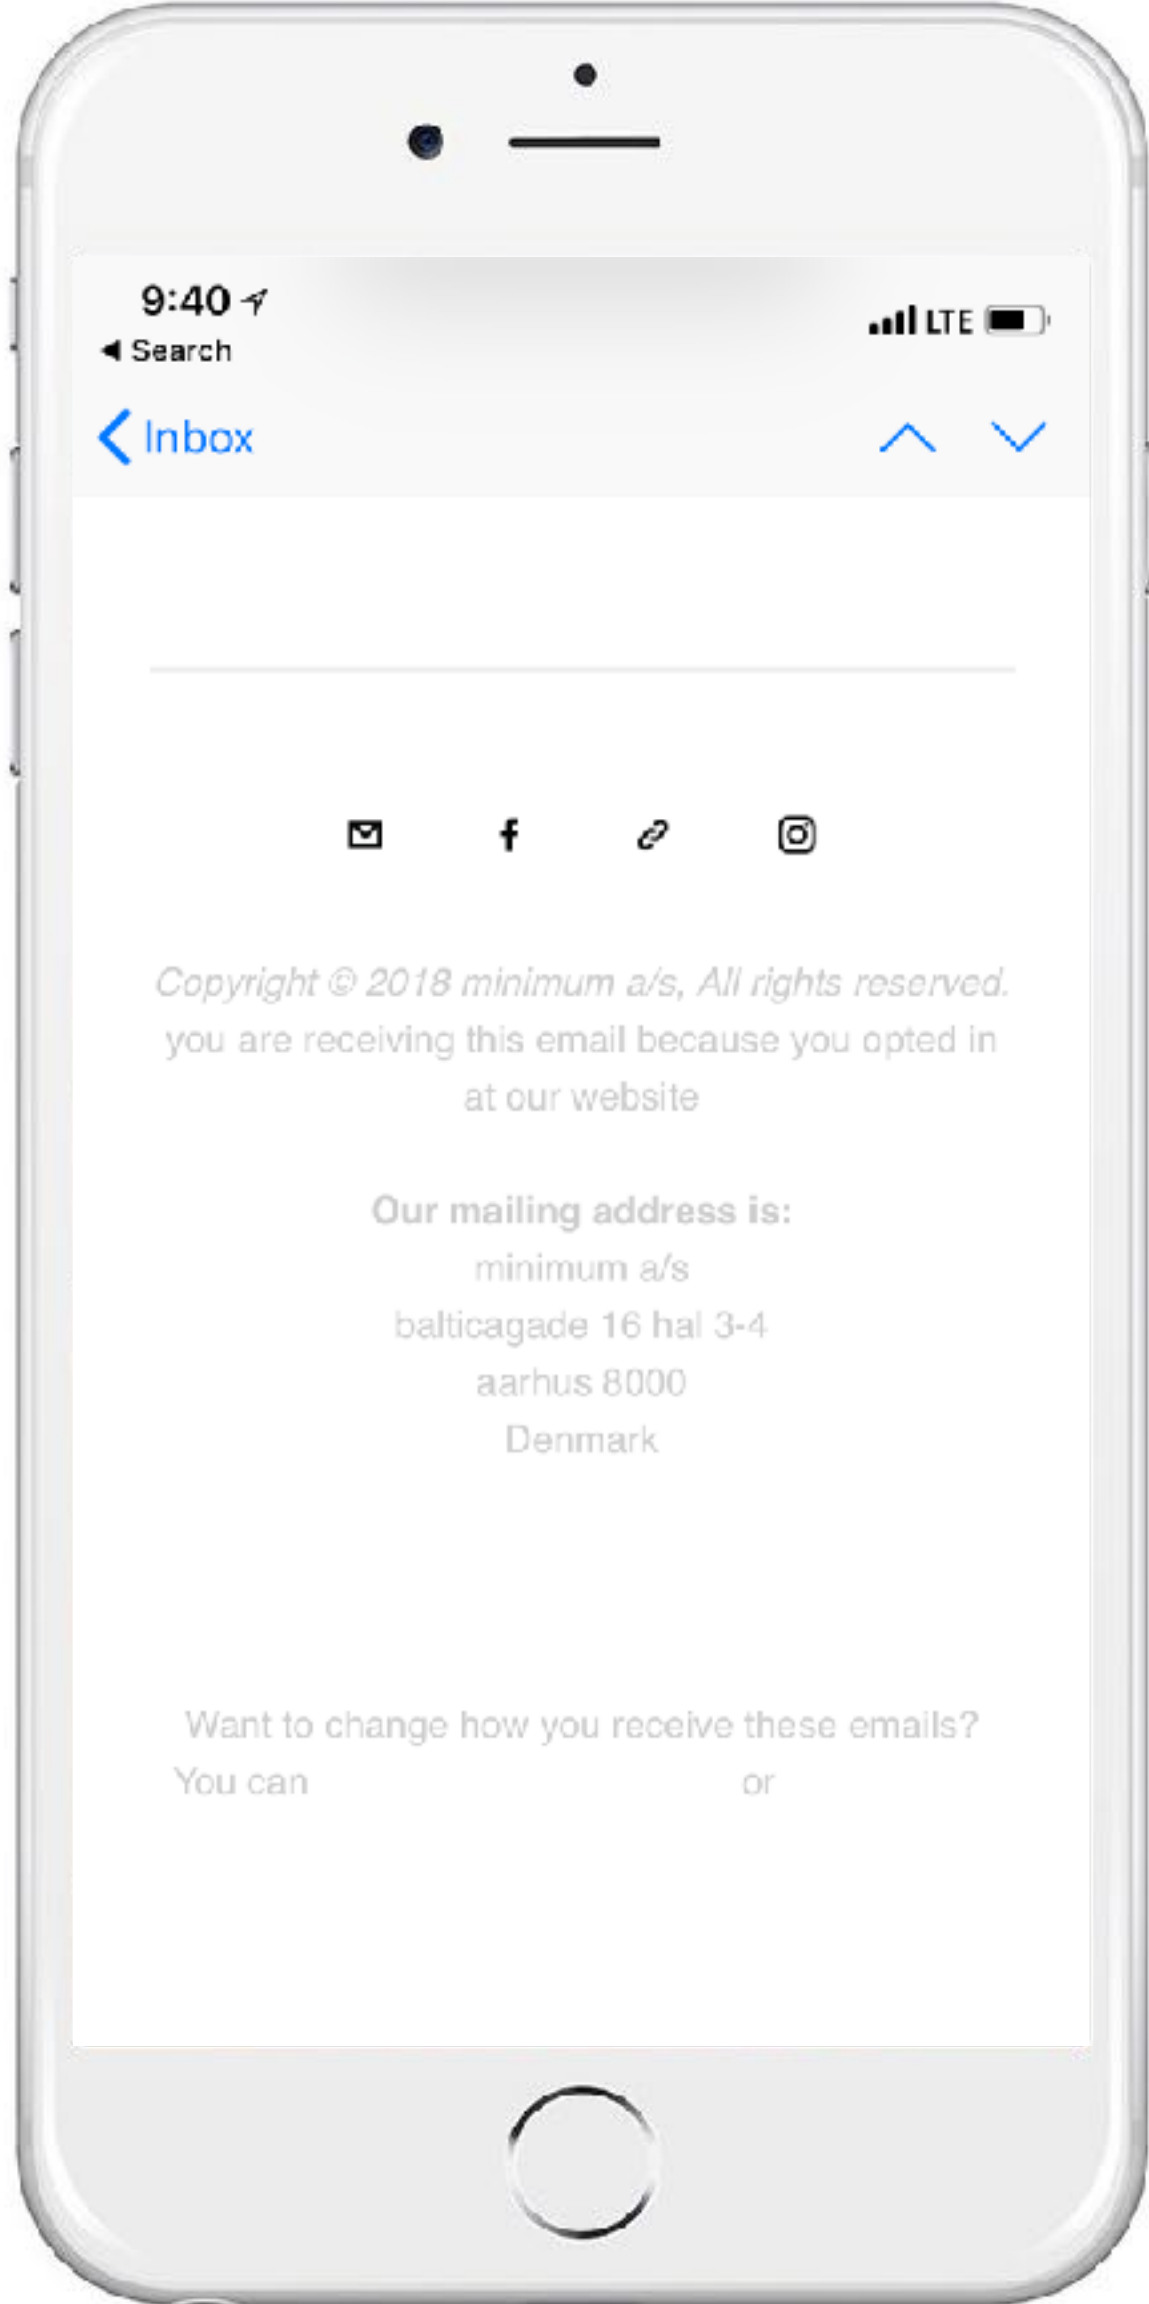 9:40
LTE
Search
Inbox
Copyright © 2018 minimum a/s, All rights reserved.
you are receiving this email because you opted in
at our website
Our mailing address is:
minimum a/s
balticagade 16 hal 3-4
aarhus 8000
Denmark
Want to change how you receive these emails?
You can or